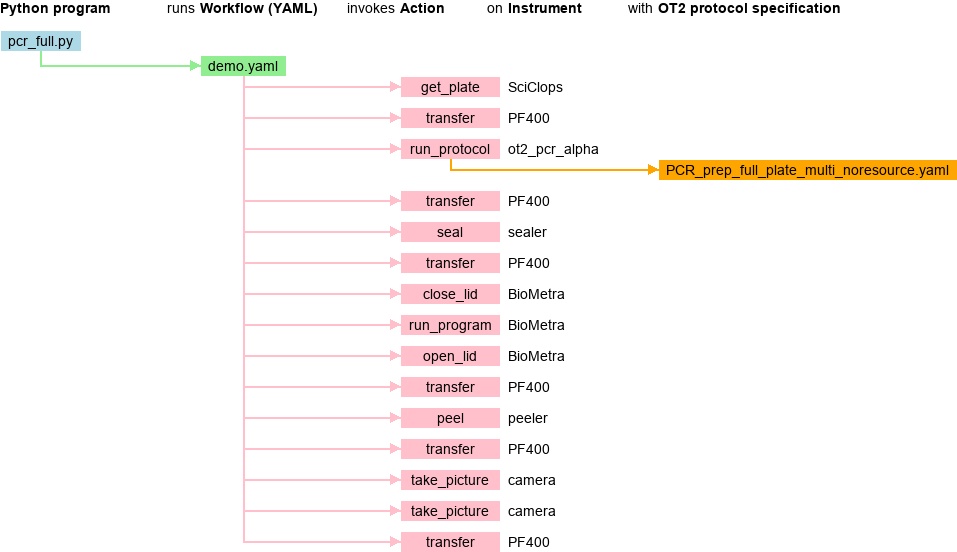 Python program runs Workflow (YAML) invokes Action on Instrument with OT2 protocol specification
pcr_full.py
demo.yaml
get_plate SciClops
transfer PF400
run_protocol ot2_pcr_alpha
PCR_prep_full_plate_multi_noresource.yaml
transfer PF400
seal sealer
transfer PF400
close_lid BioMetra
run_program BioMetra
open_lid BioMetra
transfer PF400
peel peeler
transfer PF400
take_picture camera
take_picture camera
transfer PF400